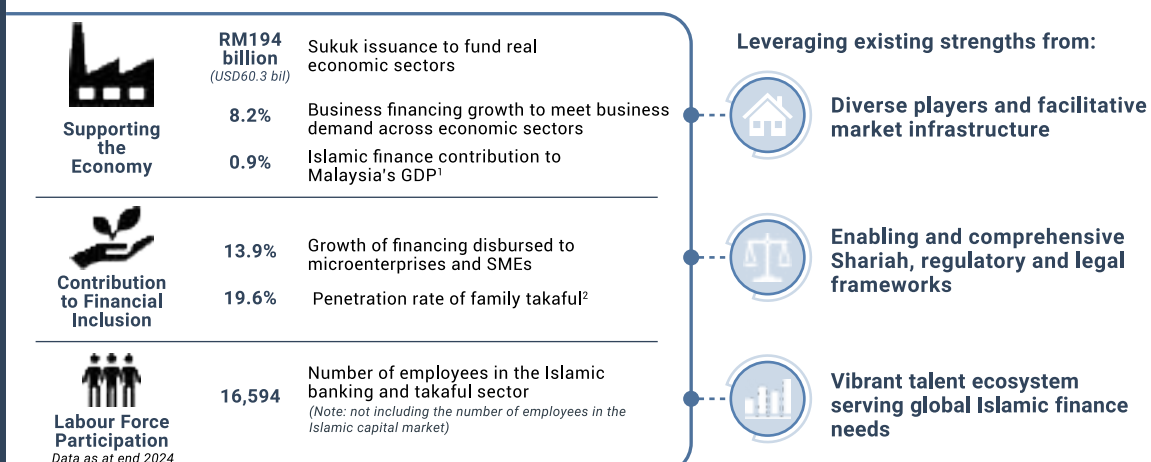 Supporting
the
Economy
RM194
billion
(USD60.3 bil)
Sukuk issuance to fund real
economic sectors
8.2%
Business financing growth to meet business
demand across economic sectors
0.9%
Islamic finance contribution to
Malaysia's GDP¹
Contribution
to Financial
Inclusion
13.9%
Growth of financing disbursed to
microenterprises and SMEs
19.6%
Penetration rate of family takaful²
Labour Force
Participation
Data as at end 2024
16,594
Number of employees in the Islamic
banking and takaful sector
(Note: not including the number of employees in the
Islamic capital market)
Leveraging existing strengths from:
Diverse players and facilitative
market infrastructure
Enabling and comprehensive
Shariah, regulatory and legal
frameworks
Vibrant talent ecosystem
serving global Islamic finance
needs